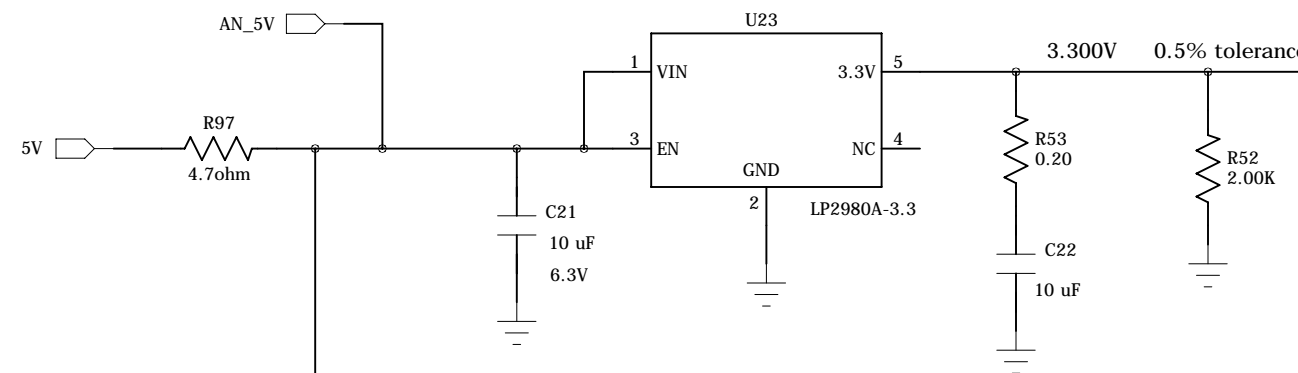 AN_5V
U23
3.300V 0.5% tolerance
1
VIN
3.3V
5
5V
R97
4.7ohm
3
EN
NC
4
GND
2
LP2980A-3.3
R53
0.20
R52
2.00K
C21
10 uF
6.3V
C22
10 uF